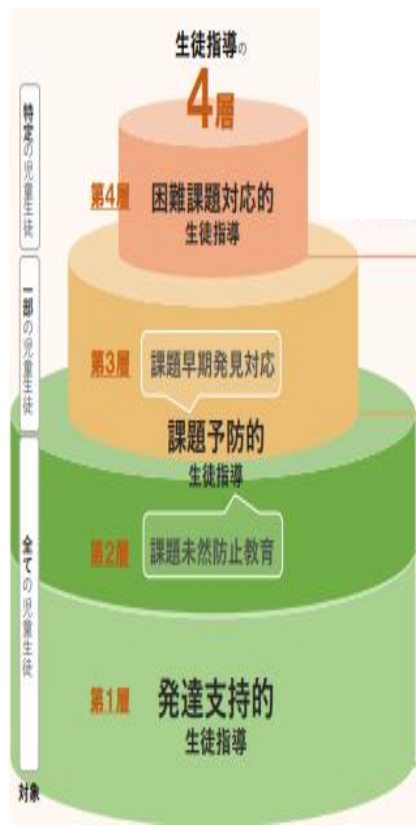 生徒指導の
4層
特定の児童生徒
第4層
困難課題対応的
生徒指導
一部の児童生徒
第3層
課題早期発見対応
課題予防的
生徒指導
全ての児童生徒
第2層
課題未然防止教育
第1層
発達支持的
生徒指導
対象